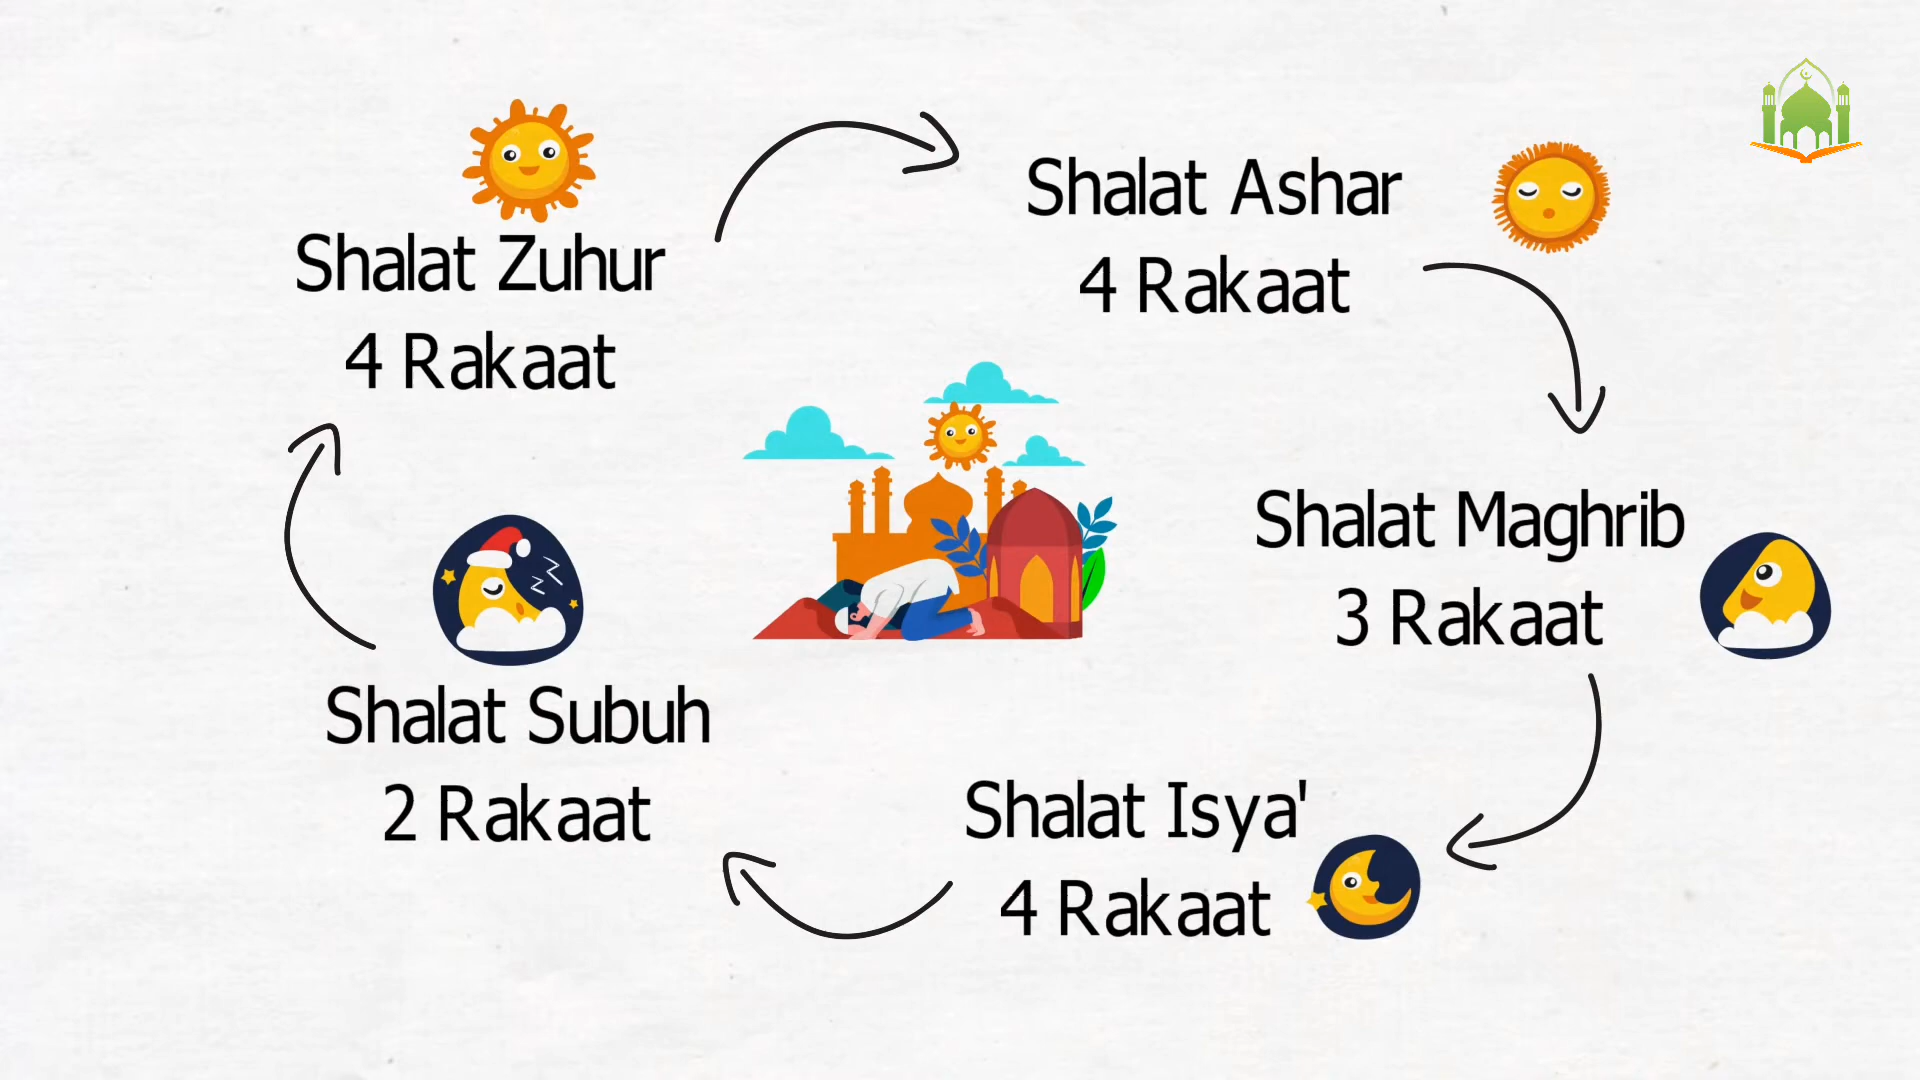 Shalat Zuhur
4 Rakaat
Shalat Ashar
4 Rakaat
Shalat Maghrib
3 Rakaat
Shalat Isya'
4 Rakaat
Shalat Subuh
2 Rakaat
z
z